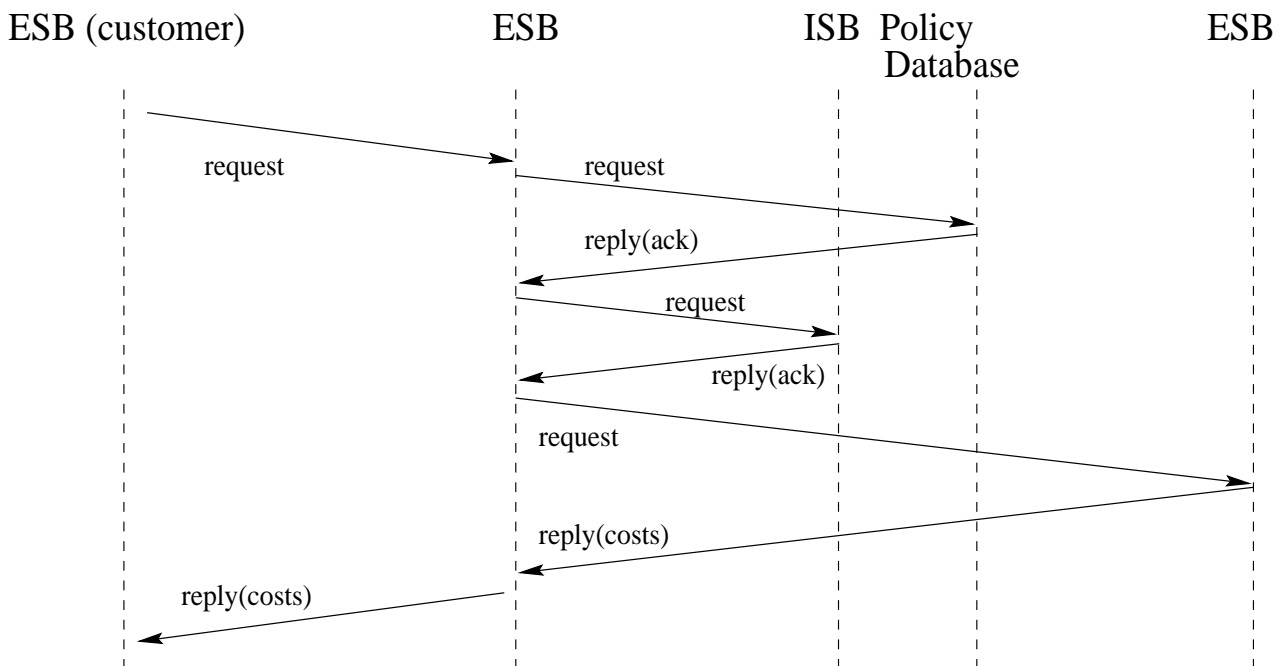 ESB (customer) ESB ISB Policy ESB
Database
request request
reply(ack)
request
reply(ack)
request
reply(costs)
reply(costs)